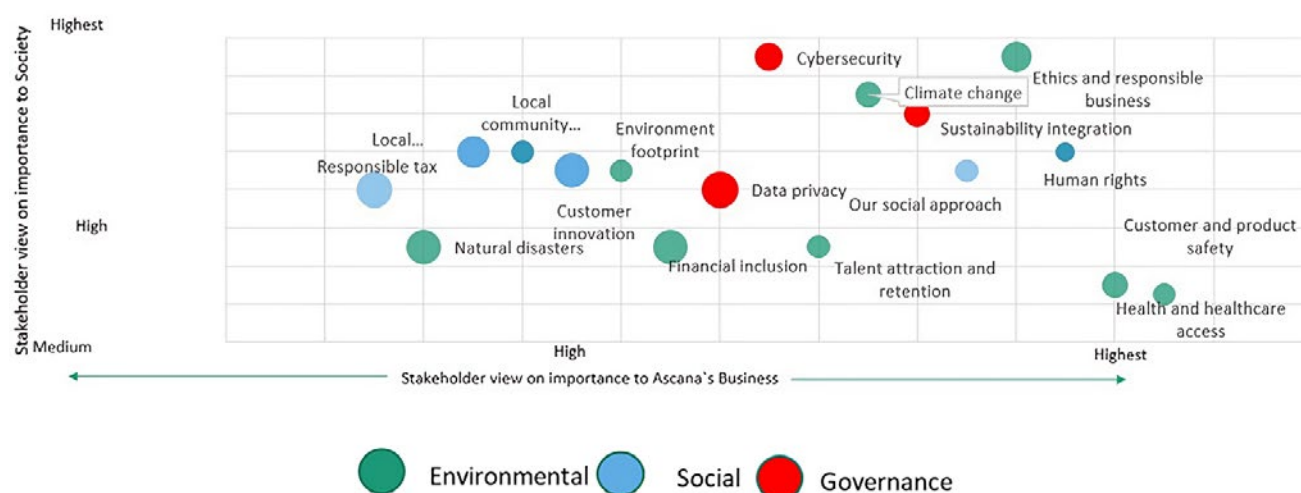 Highest
Stakeholder view on importance to Society
High
Medium
Cybersecurity
Ethics and responsible
business
Climate change
Sustainability integration
Local
community...
Environment
footprint
Local...
Responsible tax
Human rights
Data privacy
Our social approach
Customer
innovation
Natural disasters
Customer and product
safety
Financial inclusion
Talent attraction and
retention
Health and healthcare
access
High
Highest
Stakeholder view on importance to Ascana`s Business
Environmental
Social
Governance